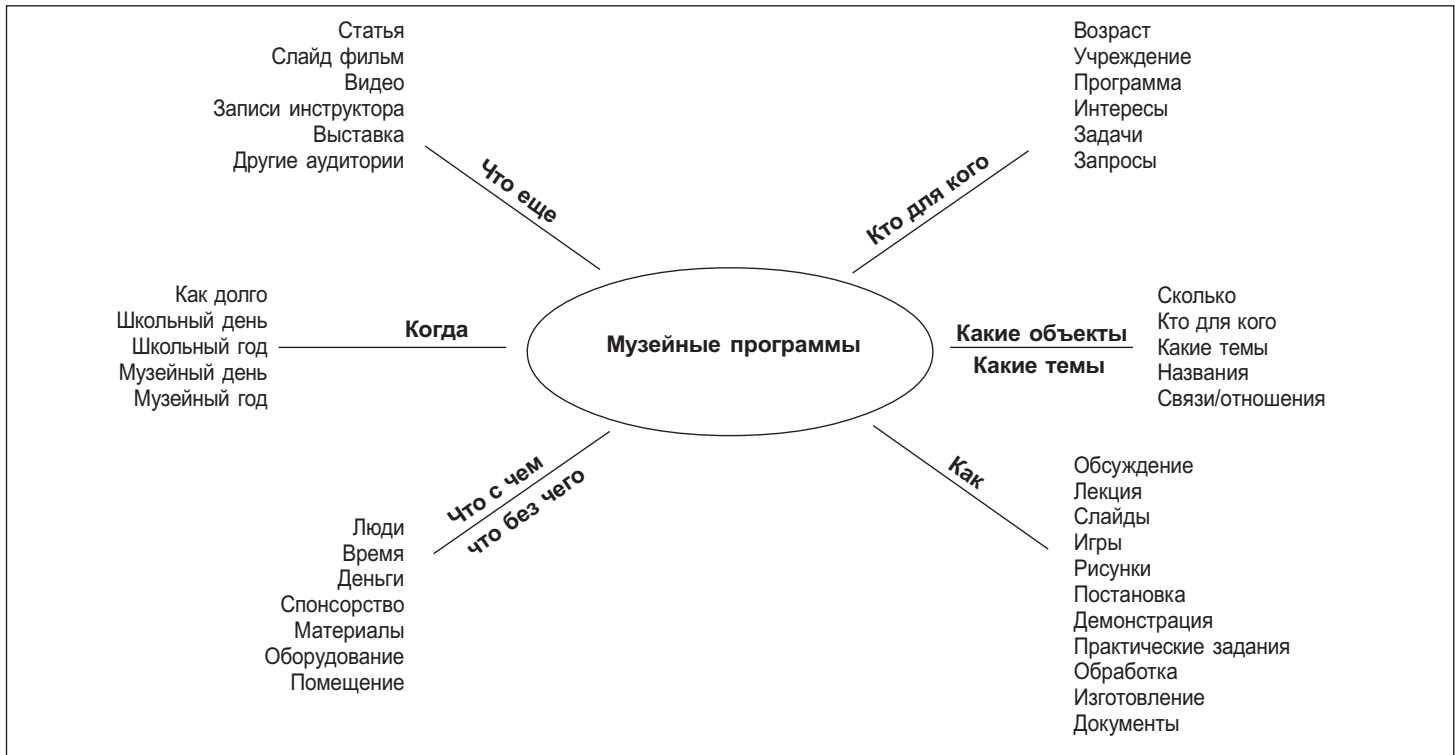 Статья
Слайд фильм
Видео
Записи инструктора
Выставка
Другие аудитории
Что еще
Возраст
Учреждение
Программа
Интересы
Задачи
Запросы
Кто для кого
Как долго
Школьный день
Школьный год
Музейный день
Музейный год
Когда
Музейные программы
Какие объекты
Какие темы
Сколько
Кто для кого
Какие темы
Названия
Связи/отношения
Что с чем
что без чего
Люди
Время
Деньги
Спонсорство
Материалы
Оборудование
Помещение
Как
Обсуждение
Лекция
Слайды
Игры
Рисунки
Постановка
Демонстрация
Практические задания
Обработка
Изготовление
Документы